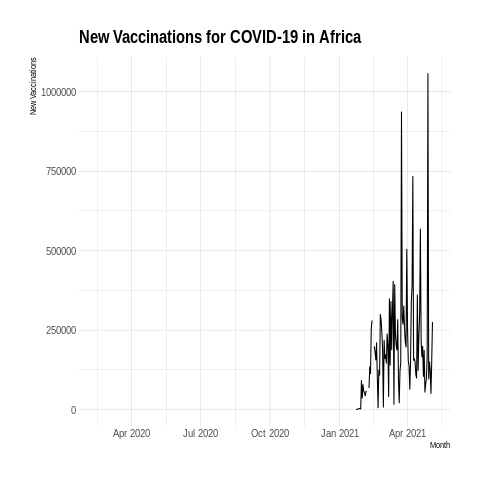 New Vaccinations for COVID-19 in Africa
New Vaccinations
1000000
750000
500000
250000
0
Apr 2020 Jul 2020 Oct 2020 Jan 2021 Apr 2021
Month